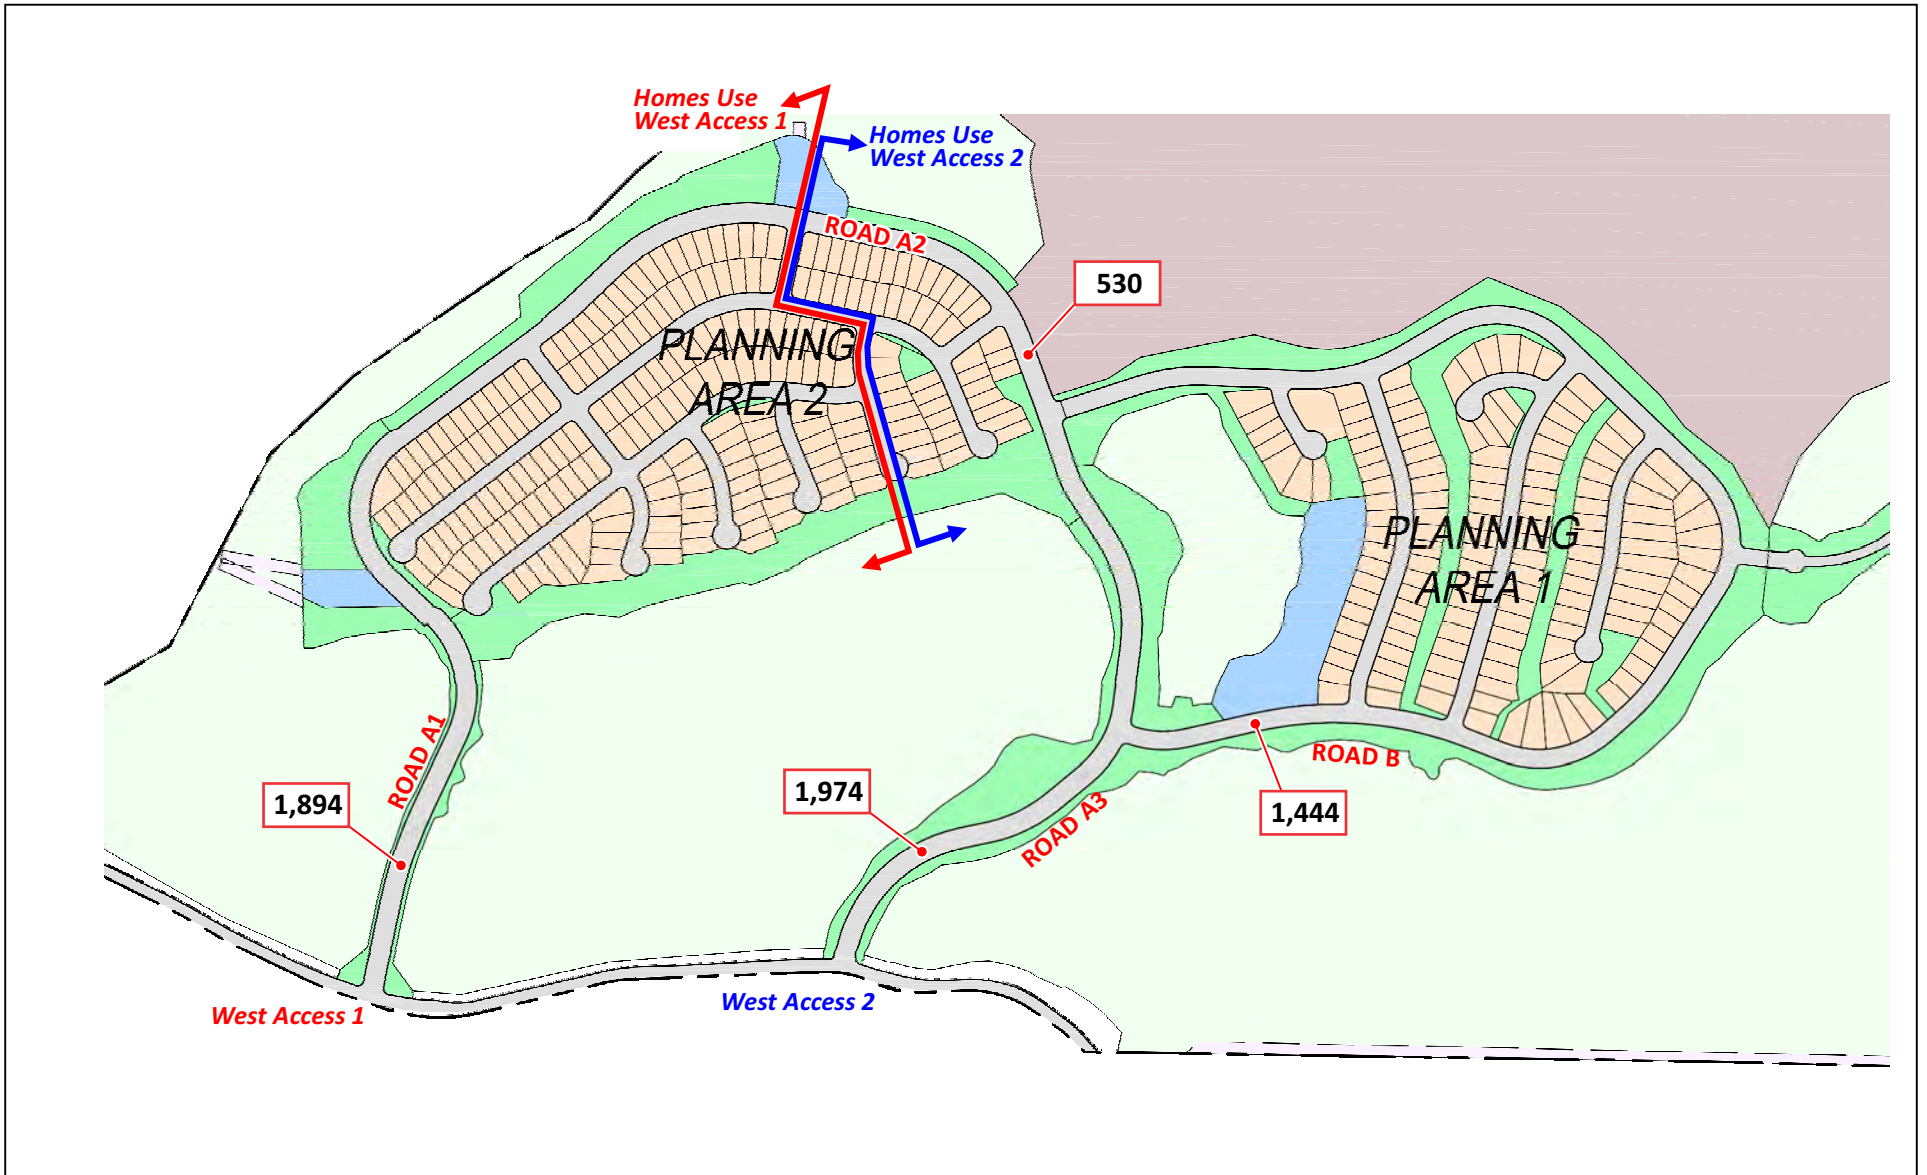 Homes Use
West Access 1
Homes Use
West Access 2
ROAD A2
530
PLANNING
AREA 2
PLANNING
AREA 1
ROAD A1
1,894
1,974
ROAD A3
ROAD B
1,444
West Access 1
West Access 2